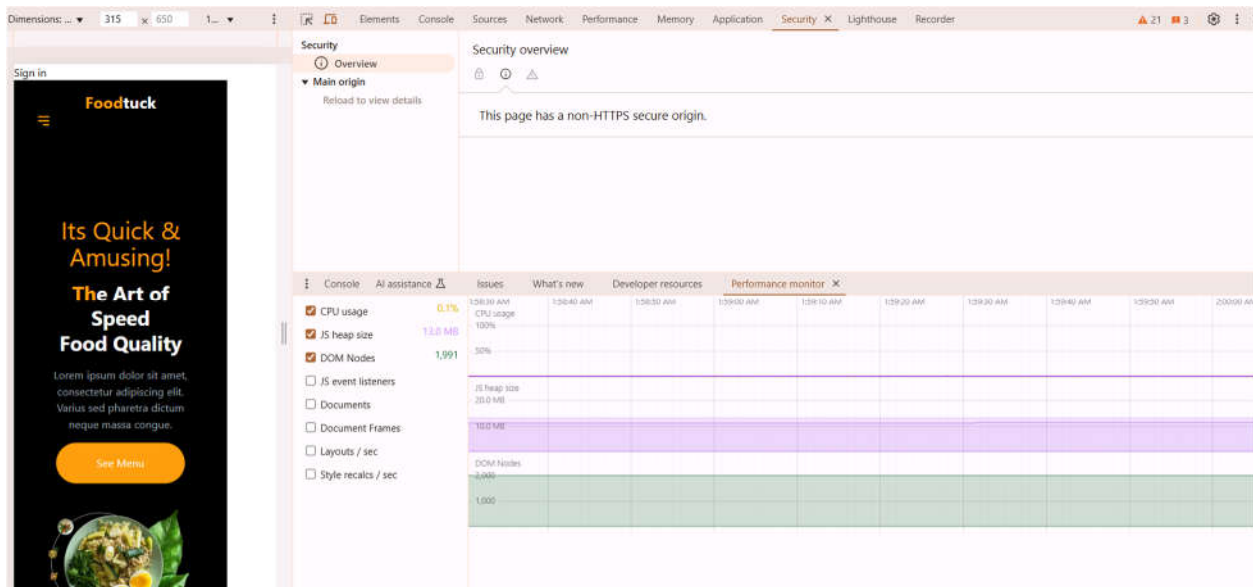 Dimensions: ... ▼ 315 × 650 1... ▼
Elements Console Sources Network Performance Memory Application Security × Lighthouse Recorder 21 3
Sign in
Foodtuck
Its Quick &
Amusing!
The Art of
Speed
Food Quality
Lorem ipsum dolor sit amet,
consectetur adipiscing elit.
Varius sed pharetra dictum
neque massa congue.
See Menu
Security
Overview
Main origin
Reload to view details
Security overview
This page has a non-HTTPS secure origin.
Console AI assistance Issues What's new Developer resources Performance monitor ×
CPU usage 0.1%
JS heap size 13.0 MB
DOM Nodes 1,991
JS event listeners
Documents
Document Frames
Layouts / sec
Style recalcs / sec
1:58:30 AM 1:58:40 AM 1:58:50 AM 1:59:00 AM 1:59:10 AM 1:59:20 AM 1:59:30 AM 1:59:40 AM 1:59:50 AM 2:00:00 AM
CPU usage
100%
50%
JS heap size
20.0 MB
10.0 MB
DOM Nodes
2,000
1,000